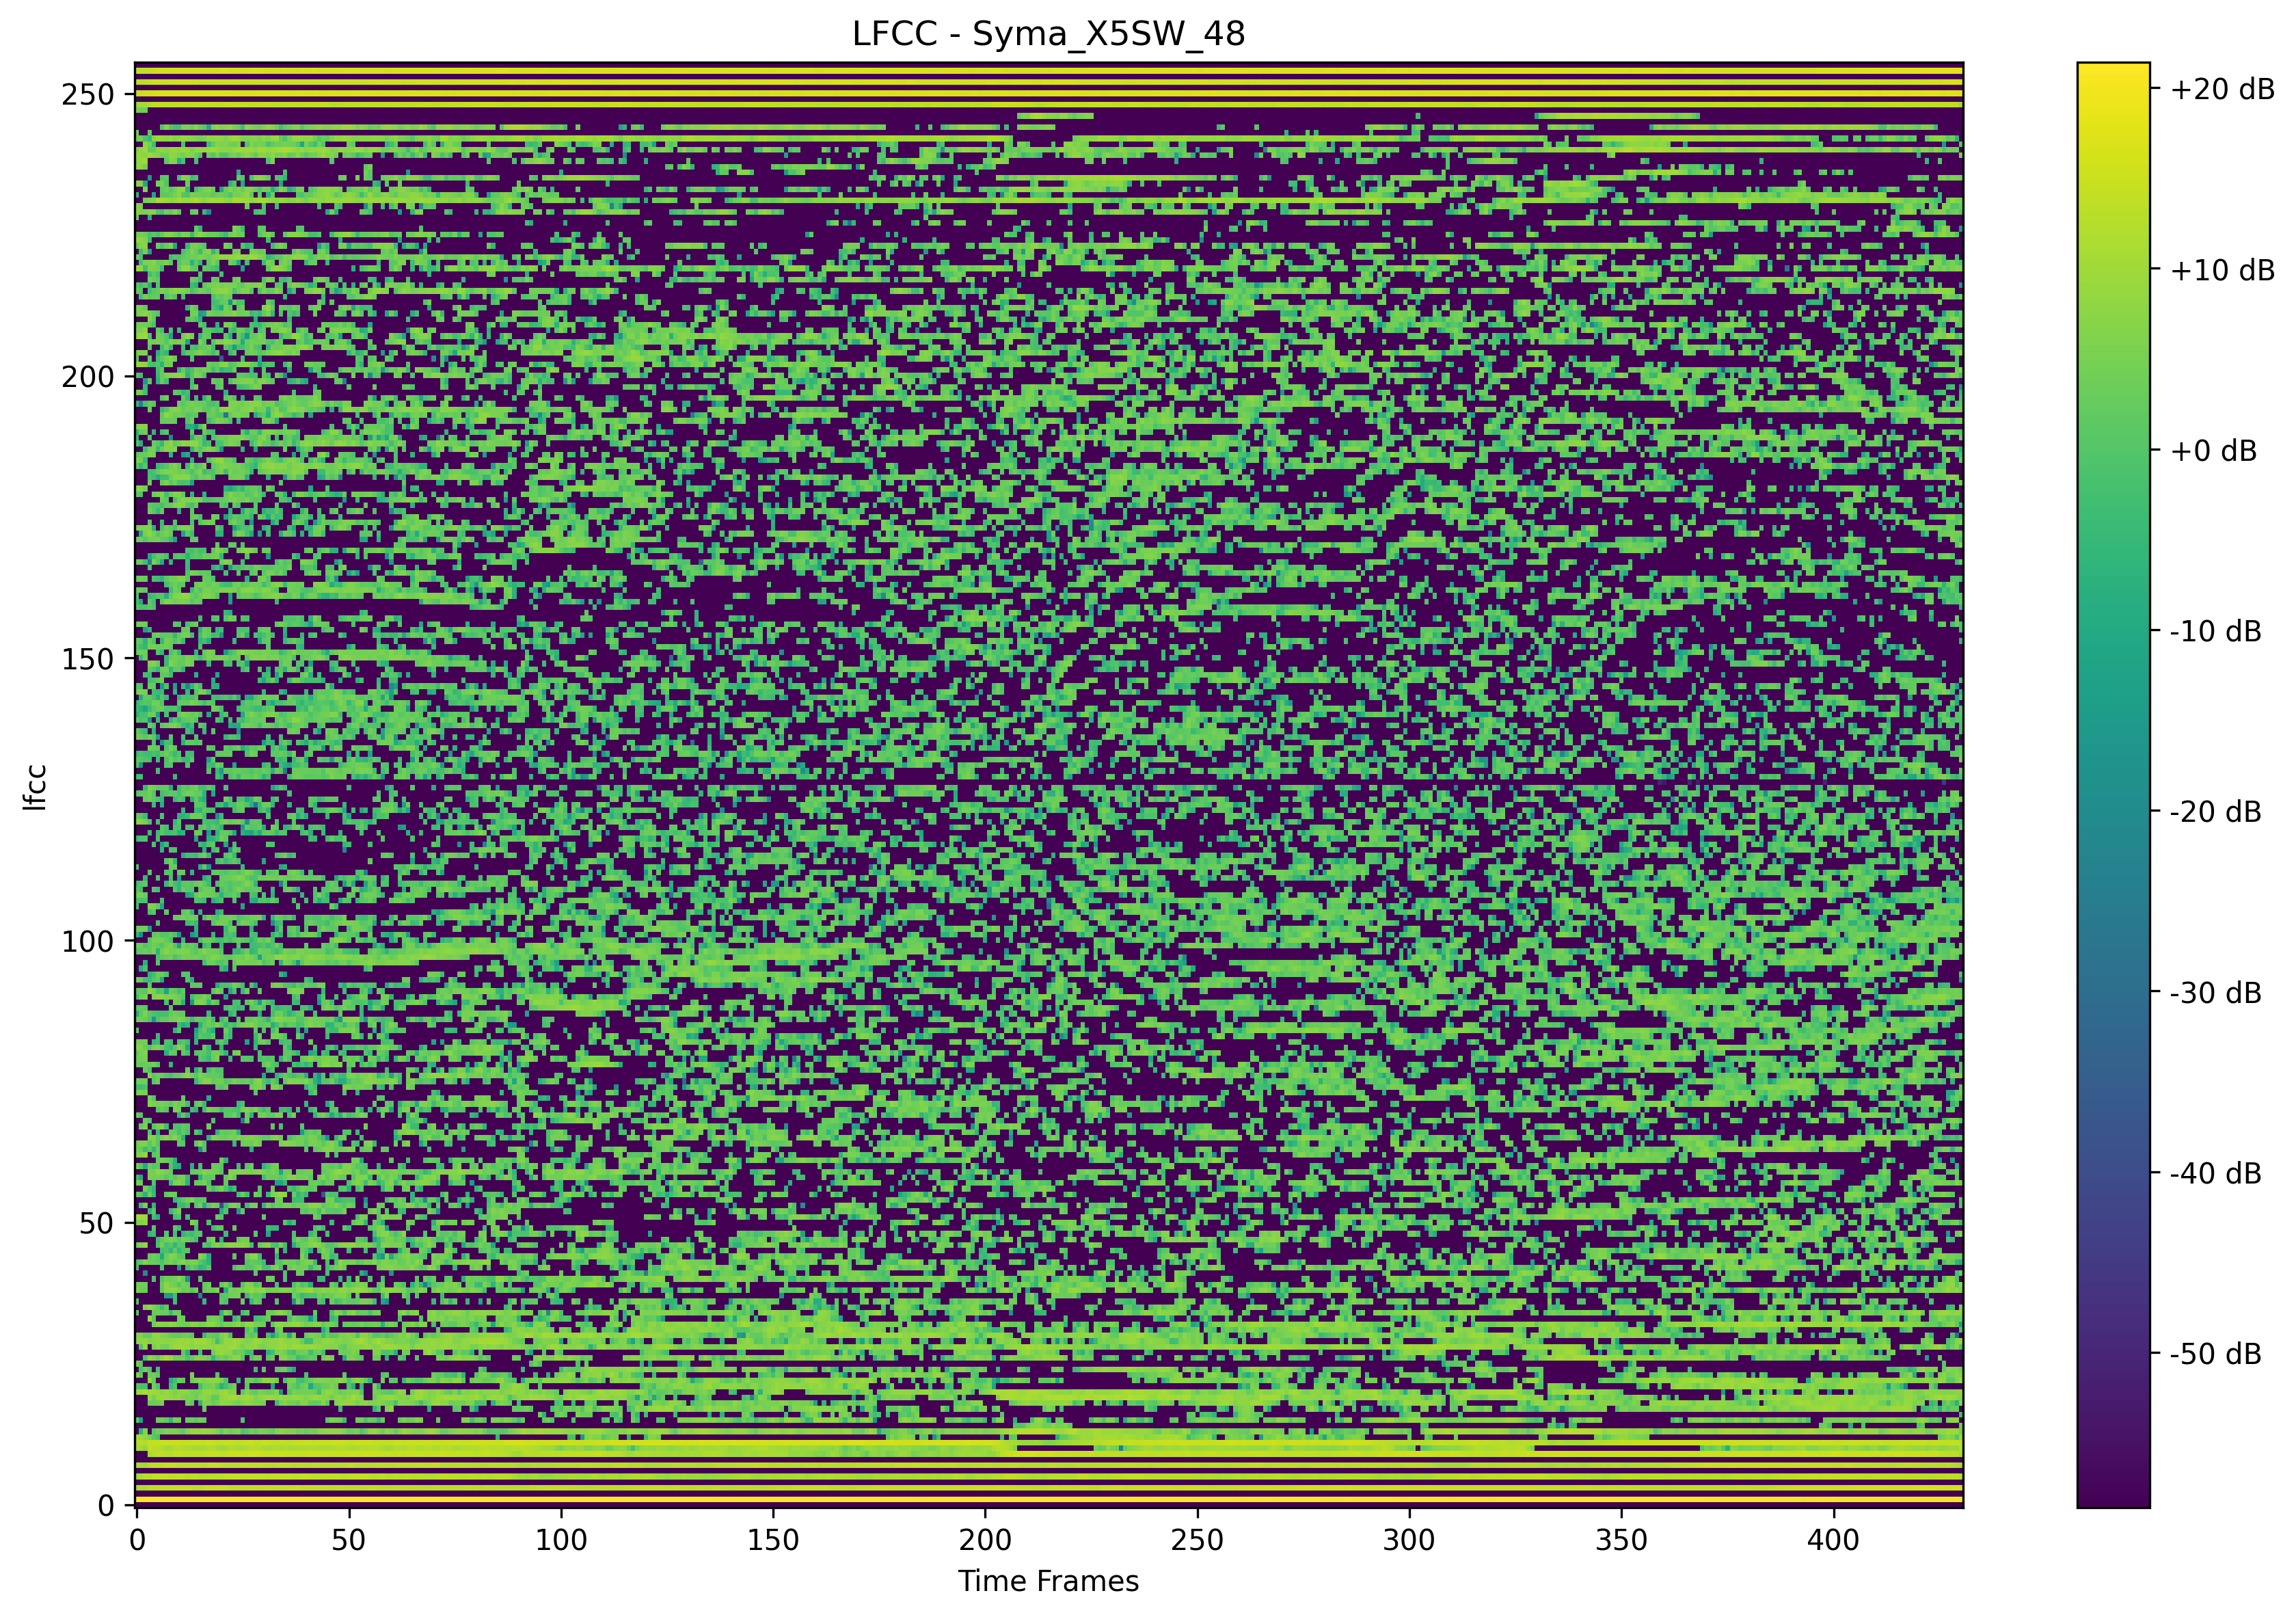 LFCC - Syma_X5SW_48
250
200
150
100
50
0
lfcc
0 50 100 150 200 250 300 350 400
Time Frames
+20 dB
+10 dB
+0 dB
-10 dB
-20 dB
-30 dB
-40 dB
-50 dB